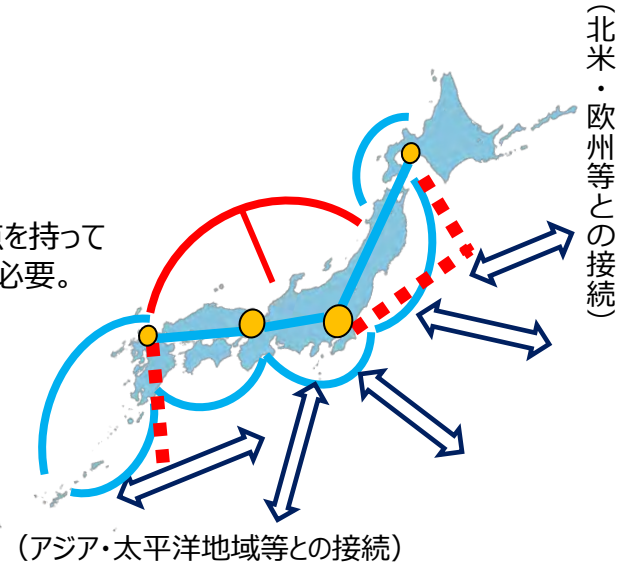 （北米・欧州等との接続）
点を持って
必要。
（アジア・太平洋地域等との接続）